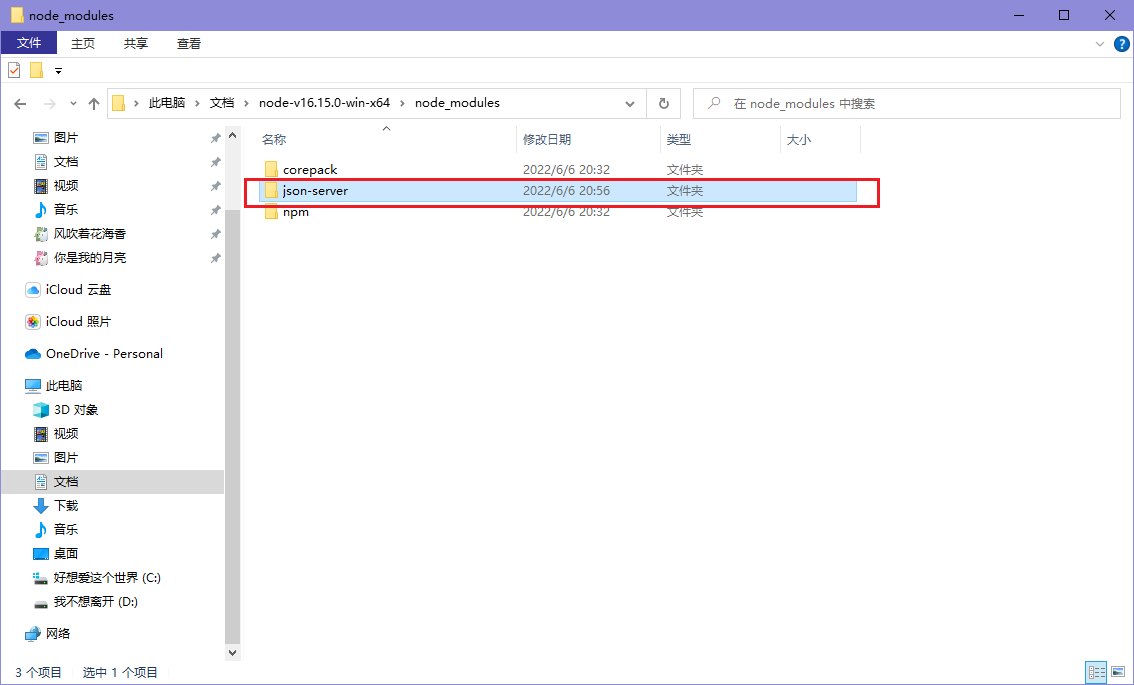 node_modules
文件 主页 共享 查看
此电脑 › 文档 › node-v16.15.0-win-x64 › node_modules 在 node_modules 中搜索
名称 修改日期 类型 大小
corepack 2022/6/6 20:32 文件夹
json-server 2022/6/6 20:56 文件夹
npm 2022/6/6 20:32 文件夹
图片
文档
视频
音乐
风吹着花海香
你是我的月亮
iCloud 云盘
iCloud 照片
OneDrive - Personal
此电脑
3D 对象
视频
图片
文档
下载
音乐
桌面
好想爱这个世界 (C:)
我不想离开 (D:)
网络
3 个项目 选中 1 个项目